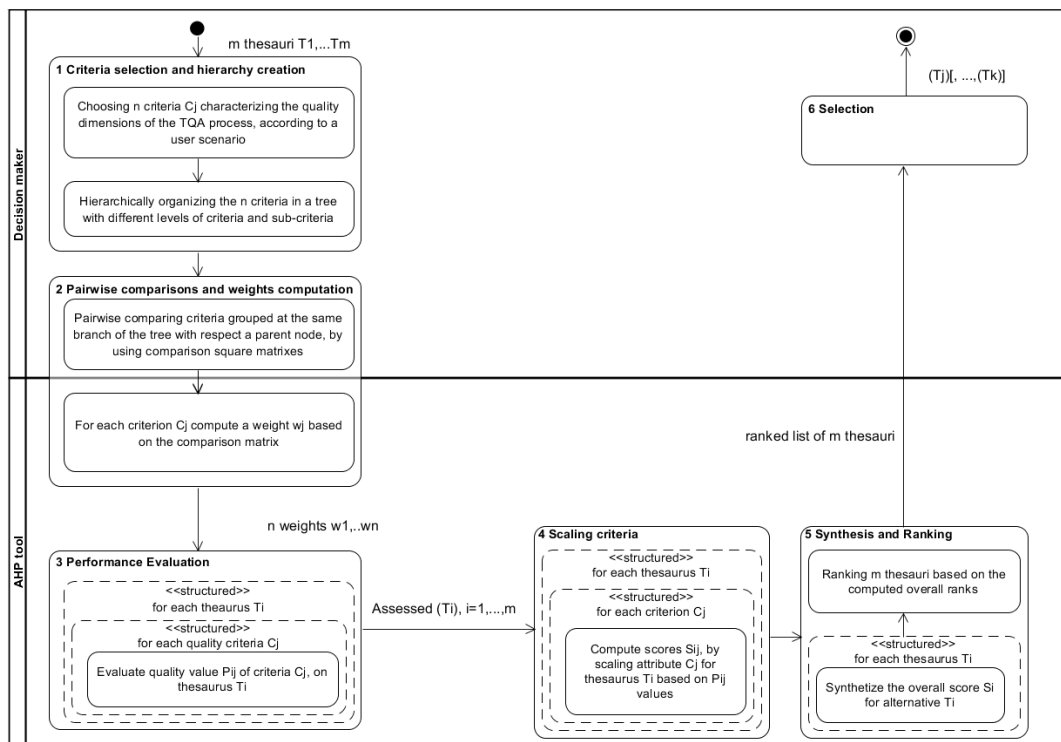 Decision maker
m thesauri T1,...Tm
1 Criteria selection and hierarchy creation
Choosing n criteria Cj characterizing the quality
dimensions of the TQA process, according to a
user scenario
Hierarchically organizing the n criteria in a tree
with different levels of criteria and sub-criteria
2 Pairwise comparisons and weights computation
Pairwise comparing criteria grouped at the same
branch of the tree with respect a parent node, by
using comparison square matrixes
(Tj)[, ...,(Tk)]
6 Selection
AHP tool
For each criterion Cj compute a weight wj based
on the comparison matrix
n weights w1,..wn
3 Performance Evaluation
<<structured>>
for each theaurus Ti
<<structured>>
for each quality criteria Cj
Evaluate quality value Pij of criteria Cj, on
thesaurus Ti
Assessed (Ti), i=1,...,m
4 Scaling criteria
<<structured>>
for each thesaurus Ti
<<structured>>
for each criterion Cj
Compute scores Sij, by
scaling attribute Cj for
thesaurus Ti based on Pij
values
ranked list of m thesauri
5 Synthesis and Ranking
Ranking m thesauri based on the
computed overall ranks
<<structured>>
for each thesaurus Ti
Synthetize the overall score Si
for alternative Ti